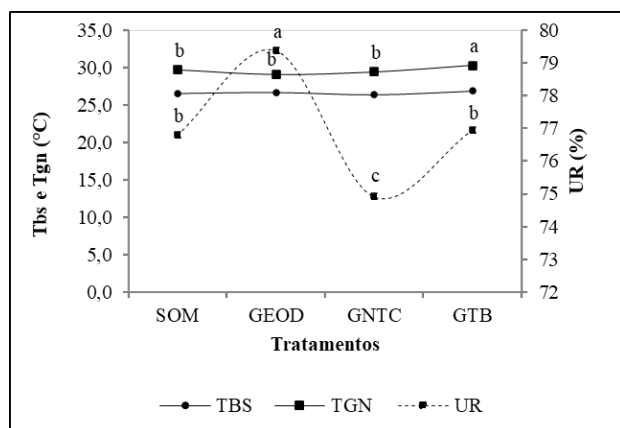 Tbs e Tgn (°C)
35,0
30,0
25,0
20,0
15,0
10,0
5,0
0,0
b
a
b
b
a
b
c
b
80
79
78
77
76
75
74
73
72
UR (%)
SOM GEOD GNTC GTB
Tratamentos
TBS TGN UR